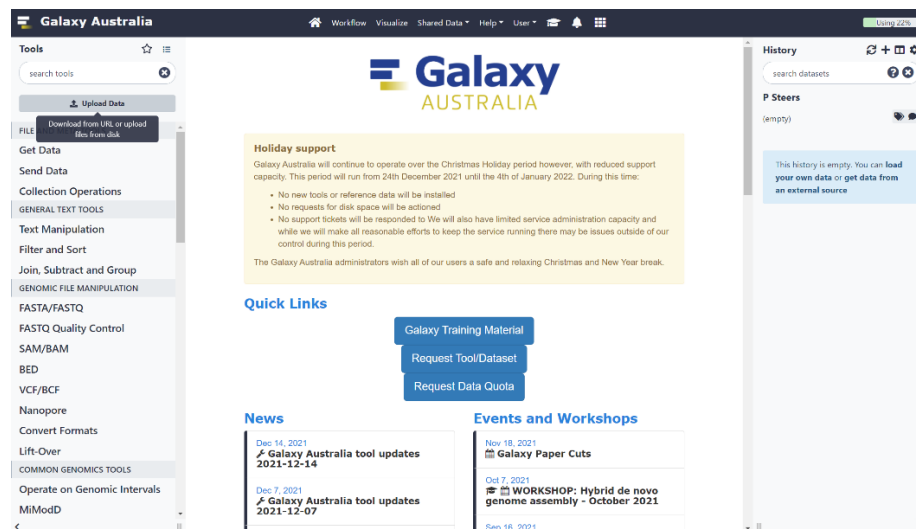 Galaxy Australia
Workflow Visualize Shared Data Help User
Using 22%
Tools
search tools
Upload Data
Download from URL or upload
files from disk
FILE AND
Get Data
Send Data
Collection Operations
GENERAL TEXT TOOLS
Text Manipulation
Filter and Sort
Join, Subtract and Group
GENOMIC FILE MANIPULATION
FASTA/FASTQ
FASTQ Quality Control
SAM/BAM
BED
VCF/BCF
Nanopore
Convert Formats
Lift-Over
COMMON GENOMICS TOOLS
Operate on Genomic Intervals
MiModD
Galaxy
AUSTRALIA
Holiday support
Galaxy Australia will continue to operate over the Christmas Holiday period however, with reduced support
capacity. This period will run from 24th December 2021 until the 4th of January 2022. During this time:
• No new tools or reference data will be installed
• No requests for disk space will be actioned
• No support tickets will be responded to We will also have limited service administration capacity and
while we will make all reasonable efforts to keep the service running there may be issues outside of our
control during this period.
The Galaxy Australia administrators wish all of our users a safe and relaxing Christmas and New Year break.
Quick Links
Galaxy Training Material
Request Tool/Dataset
Request Data Quota
News
Dec 14, 2021
Galaxy Australia tool updates
2021-12-14
Dec 7, 2021
Galaxy Australia tool updates
2021-12-07
Events and Workshops
Nov 18, 2021
Galaxy Paper Cuts
Oct 7, 2021
WORKSHOP: Hybrid de novo
genome assembly - October 2021
Sep 16, 2021
History
search datasets
P Steers
(empty)
This history is empty. You can load
your own data or get data from
an external source